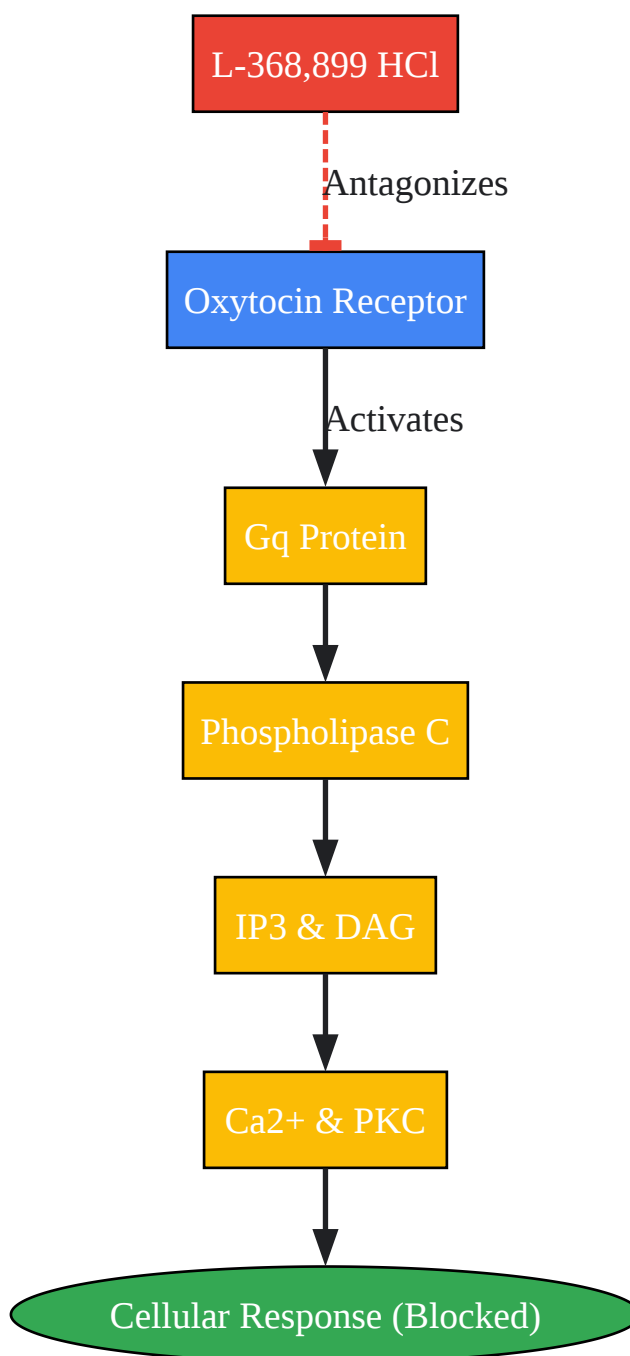 L-368,899 HCl
Antagonizes
Oxytocin Receptor
Activates
Gq Protein
Phospholipase C
IP3 & DAG
Ca2+ & PKC
Cellular Response (Blocked)